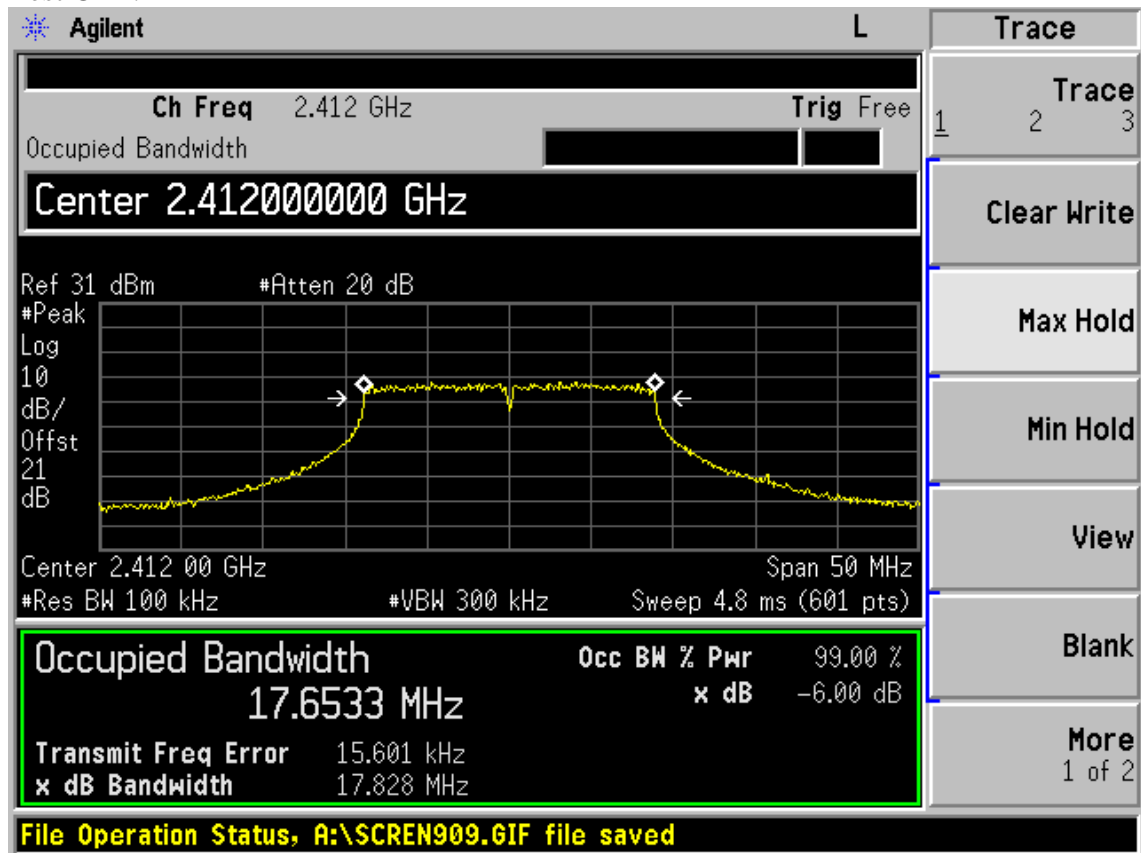 Agilent L
Ch Freq 2.412 GHz Trig Free
Occupied Bandwidth
Center 2.412000000 GHz
Ref 31 dBm #Atten 20 dB
#Peak
Log
10
dB/
Offst
21
dB
Center 2.412 00 GHz Span 50 MHz
#Res BW 100 kHz #VBW 300 kHz Sweep 4.8 ms (601 pts)
Occupied Bandwidth Occ BW % Pwr 99.00 %
17.6533 MHz x dB -6.00 dB
Transmit Freq Error 15.601 kHz
x dB Bandwidth 17.828 MHz
File Operation Status, A:\SCREN909.GIF file saved
Trace
Trace
1 2 3
Clear Write
Max Hold
Min Hold
View
Blank
More
1 of 2